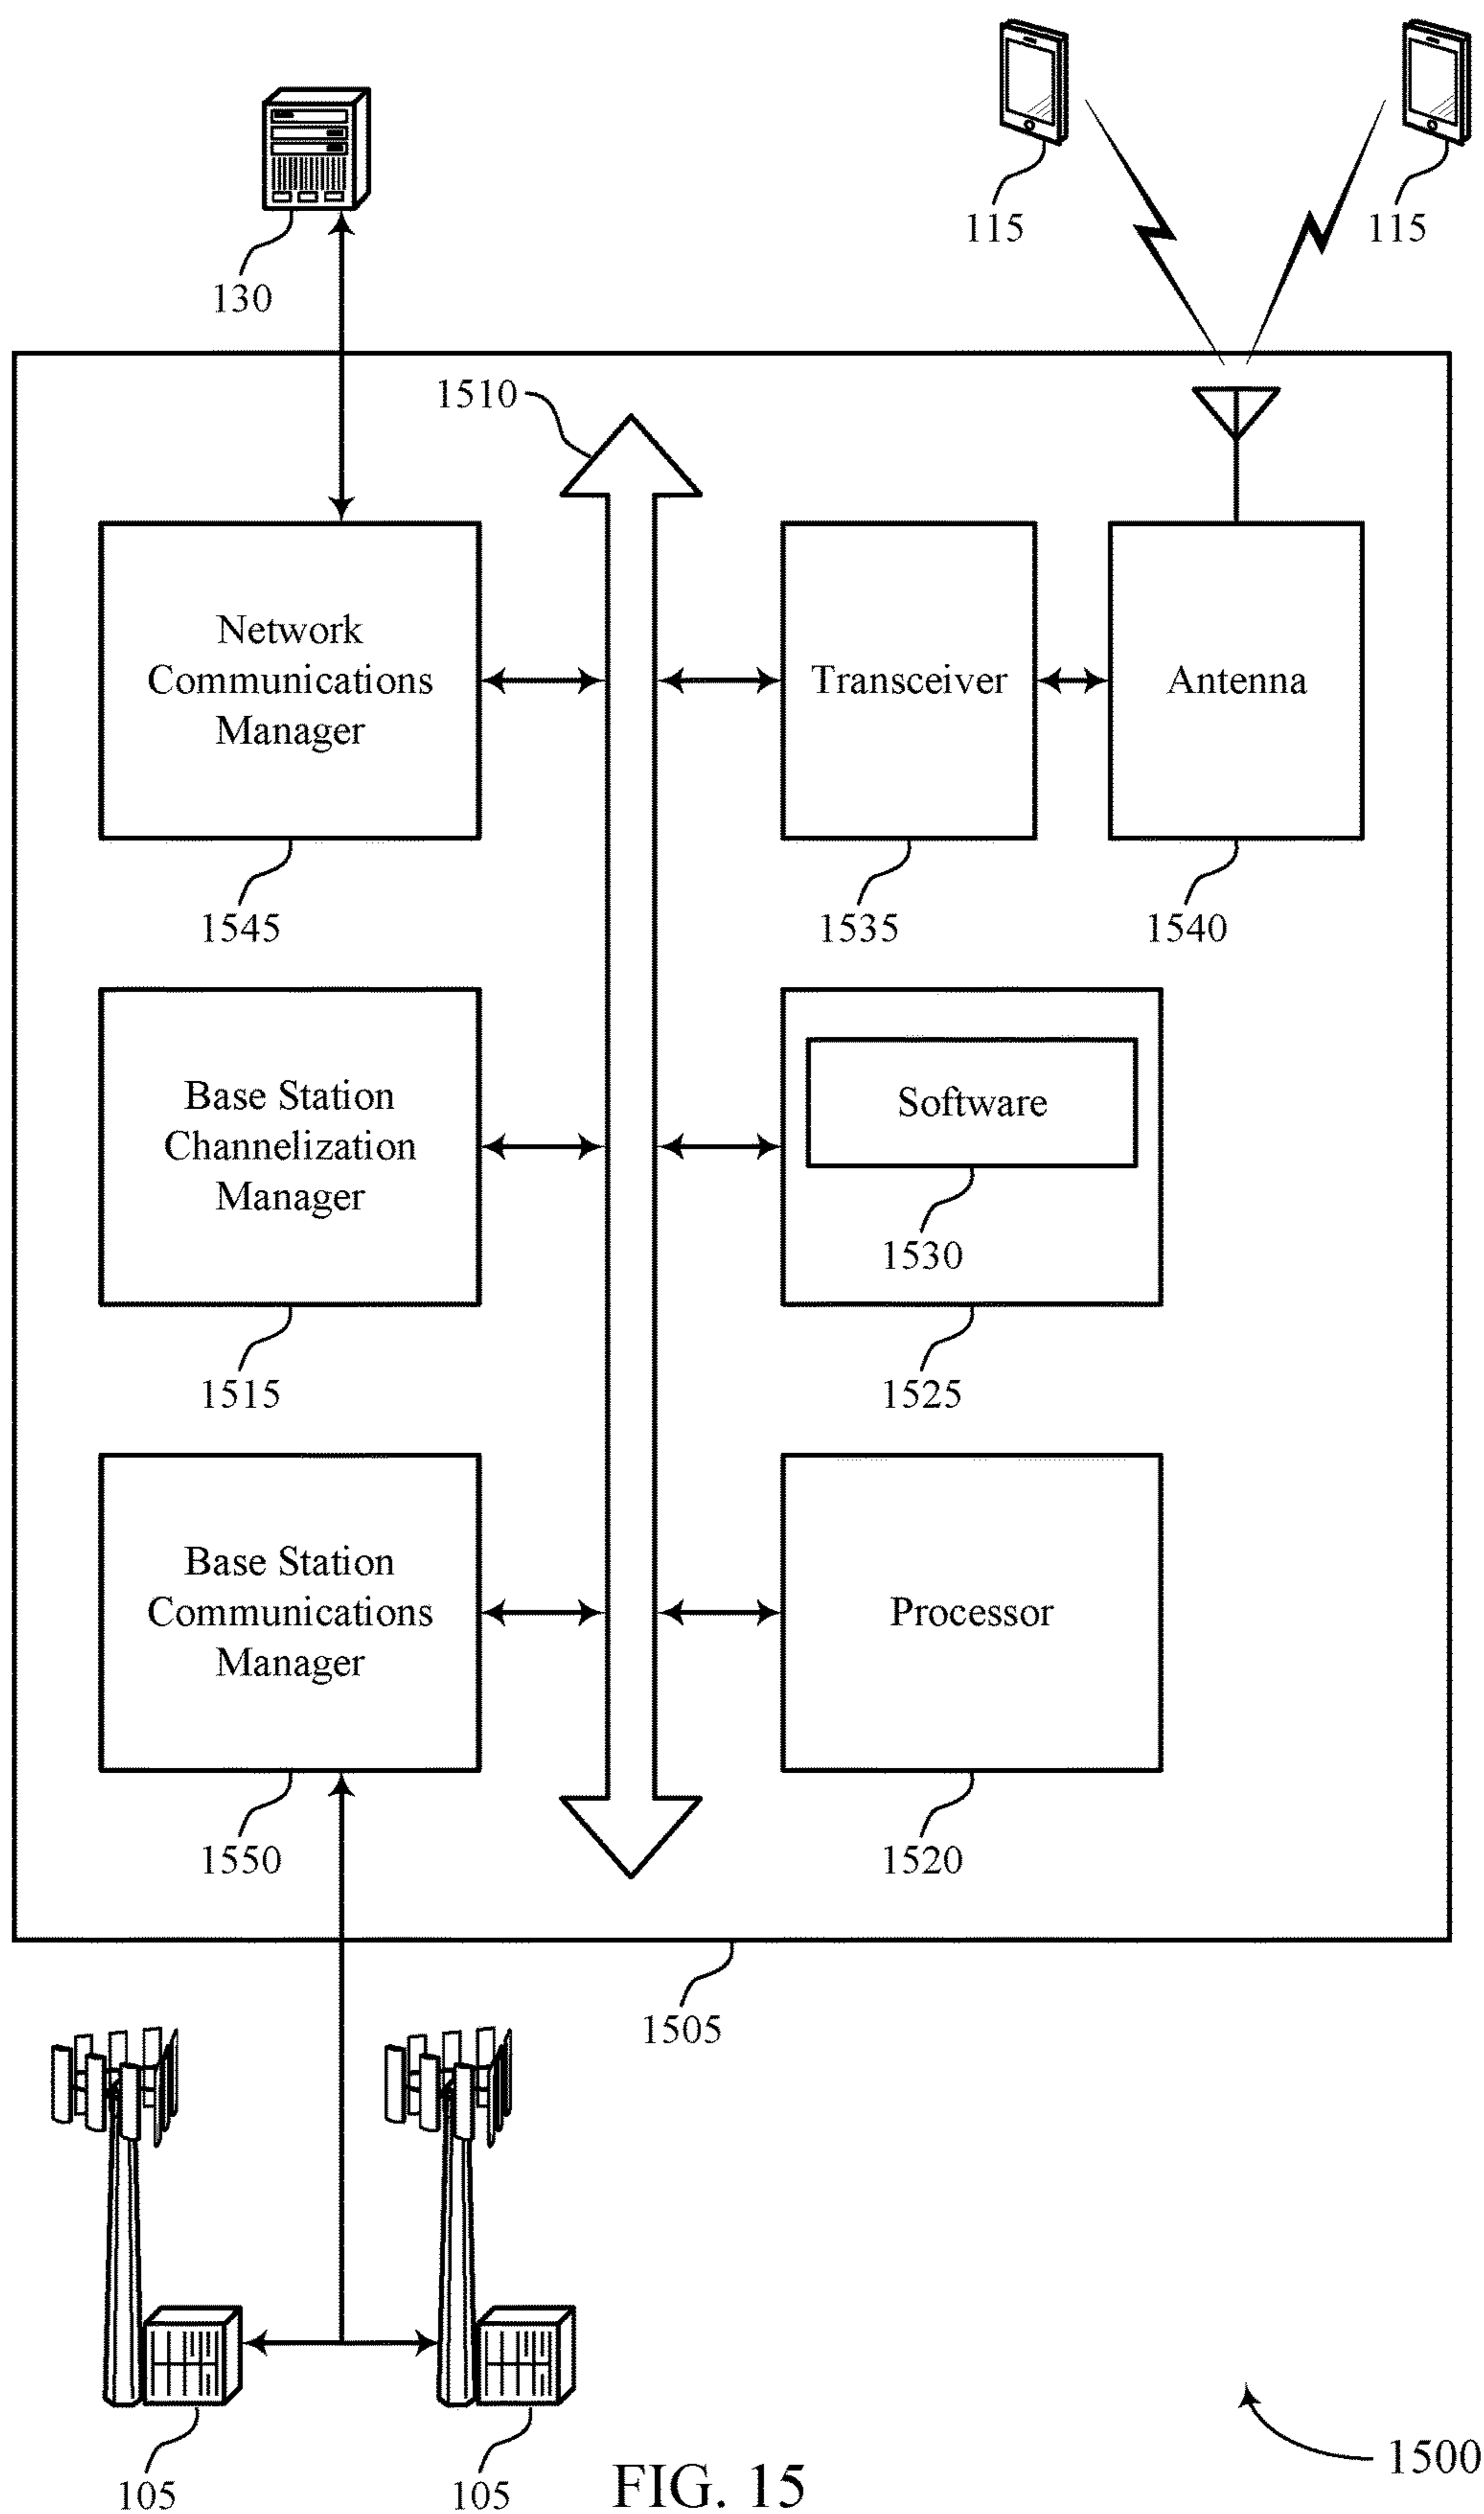 115
115
130
1510
Network
Communications
Manager
Transceiver
Antenna
1545
1535
1540
Base Station
Channelization
Manager
Software
1530
1515
1525
Base Station
Communications
Manager
Processor
1550
1520
1505
105
105
FIG. 15
1500